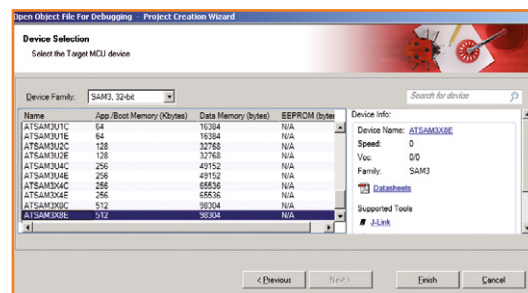 Open Object File For Debugging - Project Creation Wizard
Device Selection
Select the Target MCU device
Device Family: SAM3, 32-bit
Search for device
Name App./Boot Memory (Kbytes) Data Memory (bytes) EEPROM (bytes
ATSAM3U1C 64 16384 N/A
ATSAM3U1E 64 16384 N/A
ATSAM3U2C 128 32768 N/A
ATSAM3U2E 128 32768 N/A
ATSAM3U4C 256 49152 N/A
ATSAM3U4E 256 49152 N/A
ATSAM3X4C 256 65536 N/A
ATSAM3X4E 256 65536 N/A
ATSAM3X8C 512 98304 N/A
ATSAM3X8E 512 98304 N/A
Device Info:
Device Name: ATSAM3X8E
Speed: 0
Vcc: 0/0
Family: SAM3
Datasheets
Supported Tools
J-Link
< Previous Next > Finish Cancel